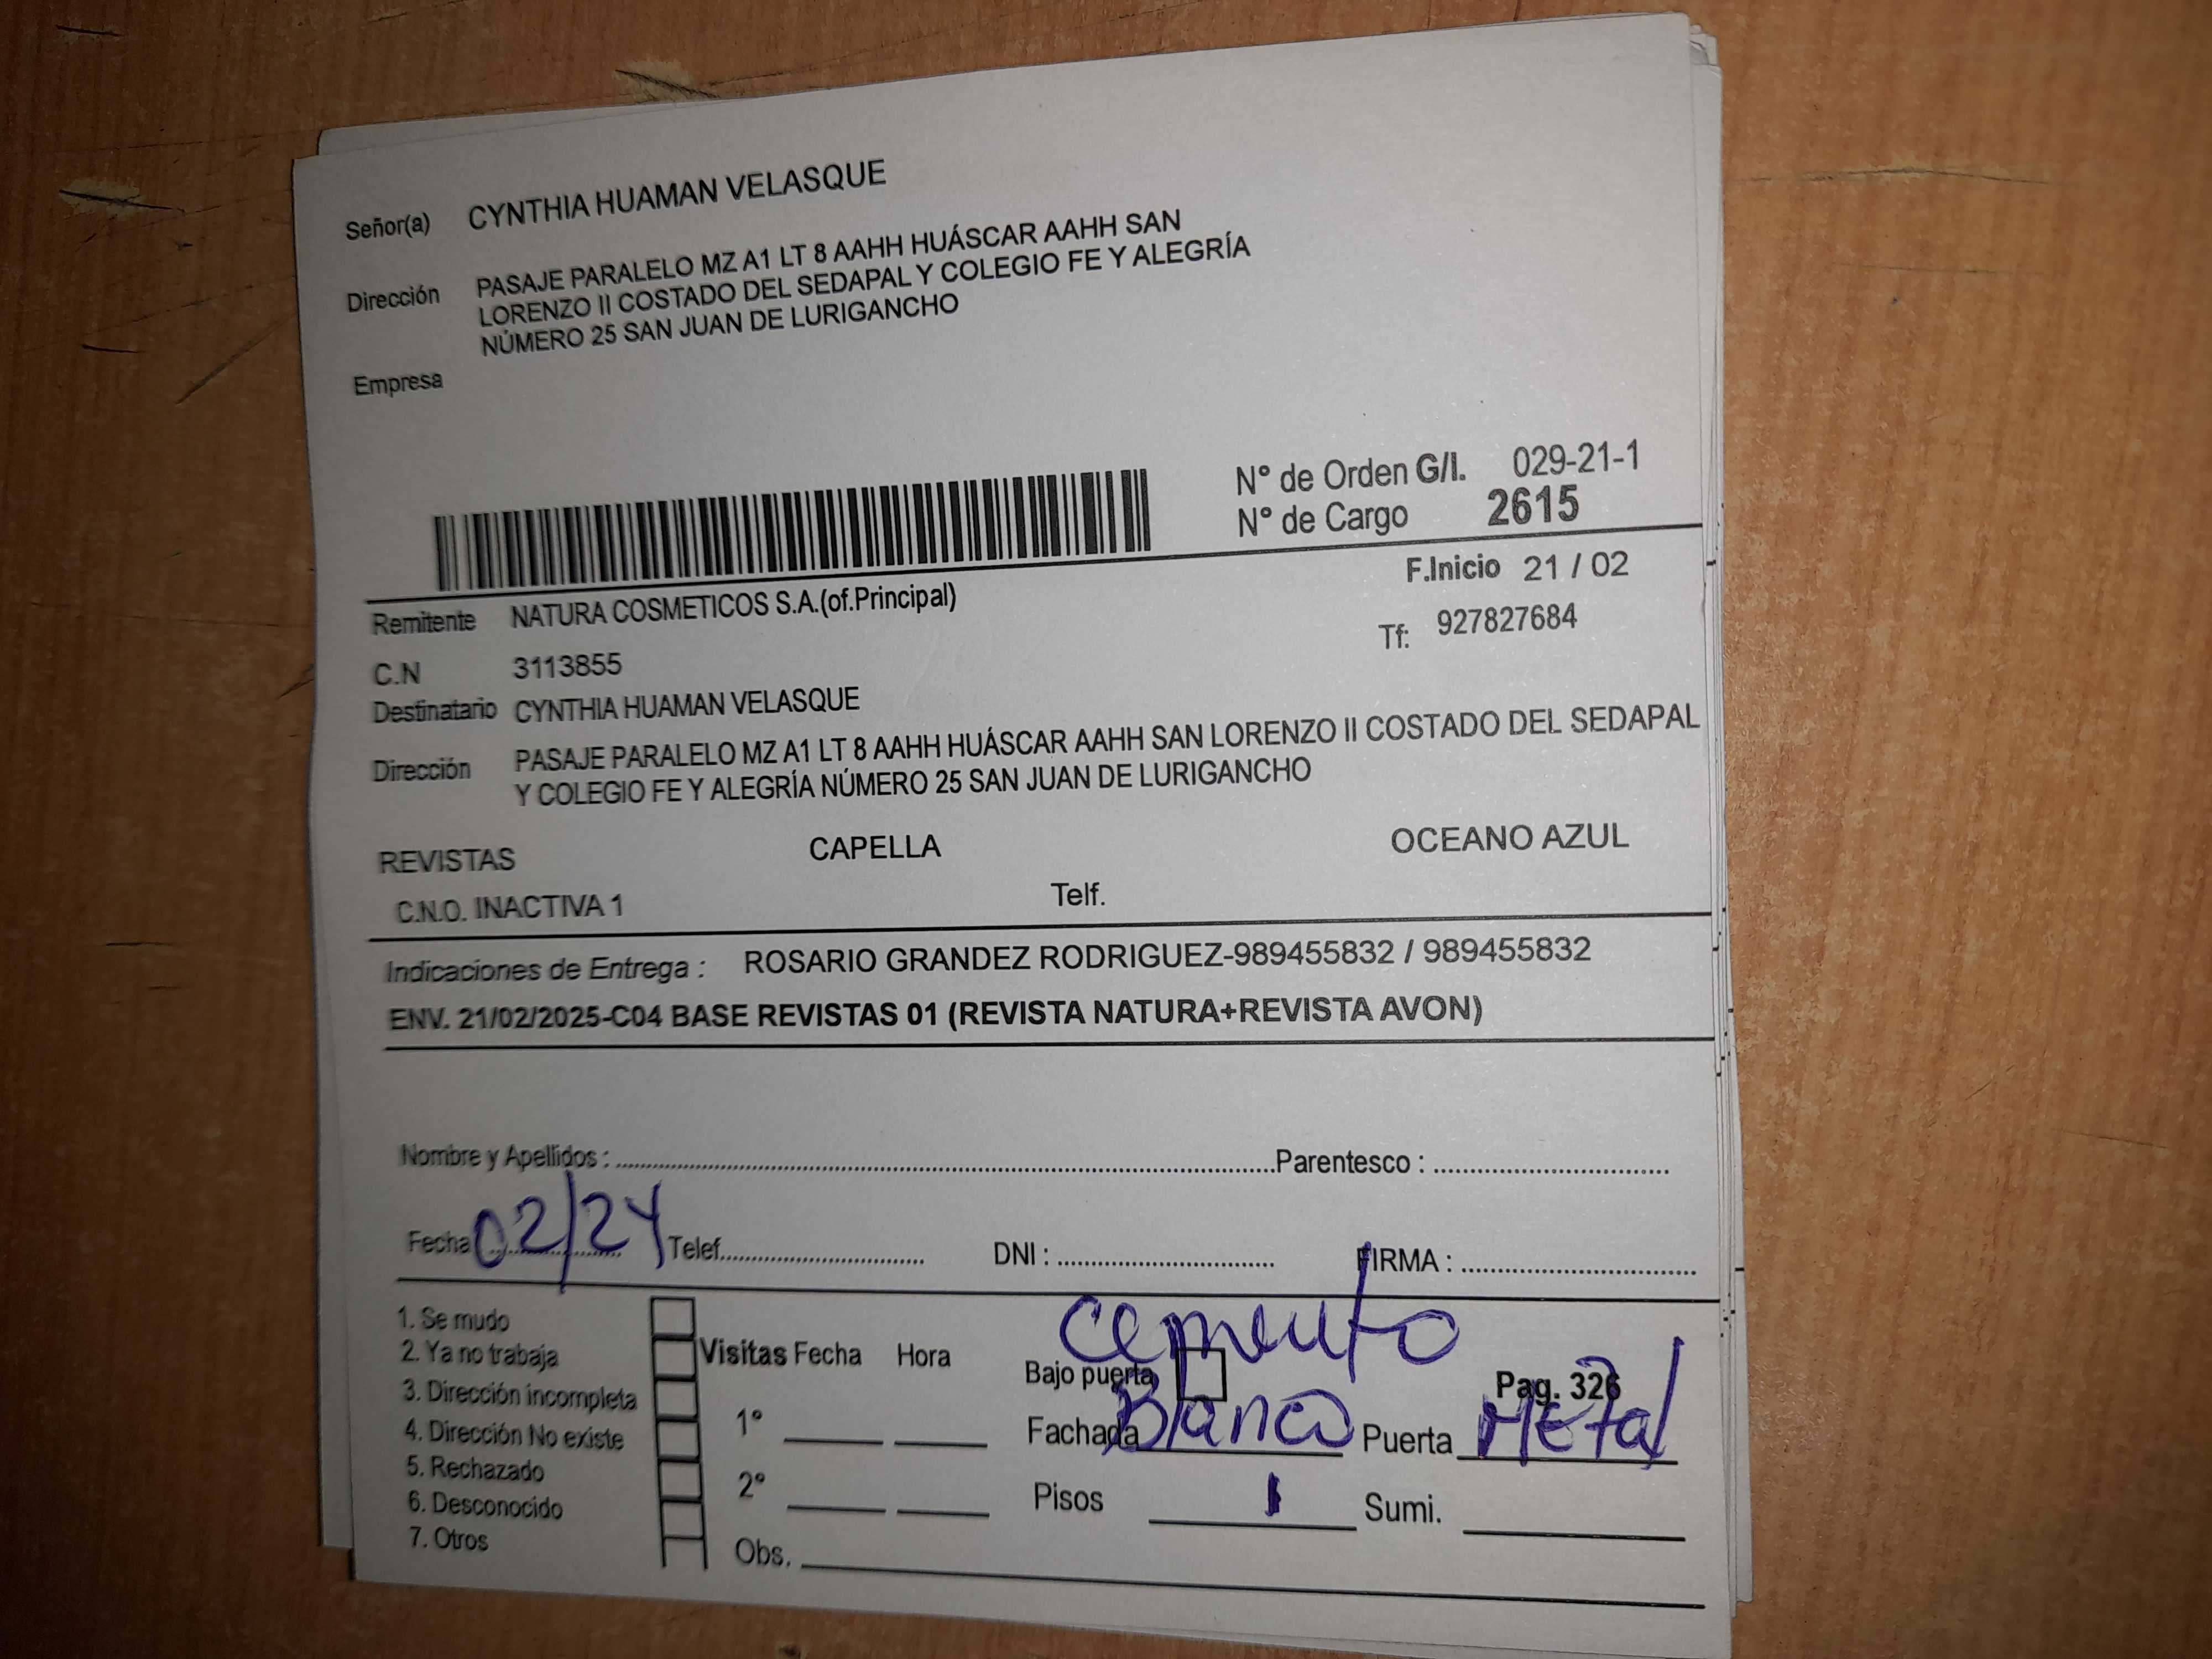 Señor(a) CYNTHIA HUAMAN VELASQUE
Dirección PASAJE PARALELO MZ A1 LT 8 AAHH HUÁSCAR AAHH SAN
LORENZO II COSTADO DEL SEDAPAL Y COLEGIO FE Y ALEGRÍA
NÚMERO 25 SAN JUAN DE LURIGANCHO
Empresa
N° de Orden G/I. 029-21-1
N° de Cargo 2615
F.Inicio 21 / 02
Remitente NATURA COSMETICOS S.A.(of.Principal)
Tf: 927827684
C.N 3113855
Destinatario CYNTHIA HUAMAN VELASQUE
Dirección PASAJE PARALELO MZ A1 LT 8 AAHH HUÁSCAR AAHH SAN LORENZO II COSTADO DEL SEDAPAL
Y COLEGIO FE Y ALEGRÍA NÚMERO 25 SAN JUAN DE LURIGANCHO
REVISTAS CAPELLA OCEANO AZUL
C.N.O. INACTIVA 1 Telf.
Indicaciones de Entrega : ROSARIO GRANDEZ RODRIGUEZ-989455832 / 989455832
ENV. 21/02/2025-C04 BASE REVISTAS 01 (REVISTA NATURA+REVISTA AVON)
Nombre y Apellidos : Parentesco :
Fecha 02/24 Telef. DNI : FIRMA :
1. Se mudo
2. Ya no trabaja
3. Dirección incompleta
4. Dirección No existe
5. Rechazado
6. Desconocido
7. Otros
Visitas Fecha Hora
1°
2°
Obs.
Cemento
Bajo puerta Pag. 326
Fachada Blanco Puerta Metal
Pisos 1 Sumi.